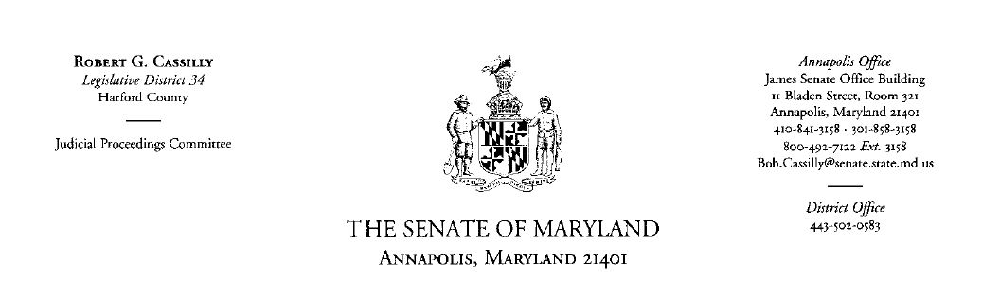 ROBERT G. CASSILLY
Legislative District 34
Harford County
Judicial Proceedings Committee
THE SENATE OF MARYLAND
ANNAPOLIS, MARYLAND 21401
Annapolis Office
James Senate Office Building
11 Bladen Street, Room 321
Annapolis, Maryland 21401
410-841-3158 · 301-858-3158
800-492-7122 Ext. 3158
Bob.Cassilly@senate.state.md.us
District Office
443-502-0583